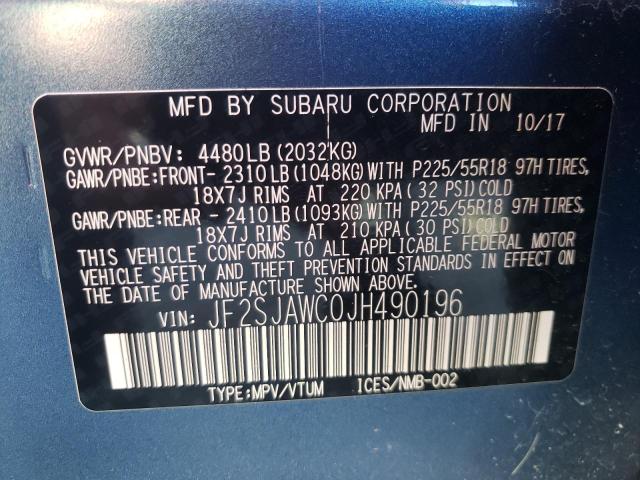 MFD BY SUBARU CORPORATION
MFD IN 10/17
GVWR/PNBV: 4480LB(2032KG)
GAWR/PNBE:FRONT- 2310LB(1048KG)WITH P225/55R18 97H TIRES,
18X7J RIMS AT 220 KPA(32 PSI)COLD
GAWR/PNBE:REAR - 2410LB(1093KG)WITH P225/55R18 97H TIRES,
18X7J RIMS AT 210 KPA(30 PSI)COLD
THIS VEHICLE CONFORMS TO ALL APPLICABLE FEDERAL MOTOR
VEHICLE SAFETY AND THEFT PREVENTION STANDARDS IN EFFECT ON
THE DATE OF MANUFACTURE SHOWN ABOVE.
VIN: JF2SJAWC0JH490196
TYPE:MPV/VTUM ICES/NMB-002